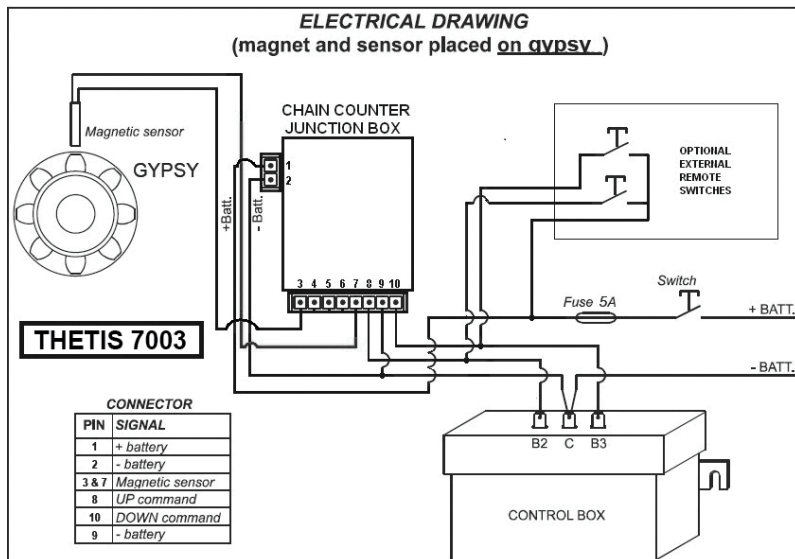 ELECTRICAL DRAWING
(magnet and sensor placed on gypsy )
Magnetic sensor
GYPSY
CHAIN COUNTER
JUNCTION BOX
1
2
+Batt.
- Batt.
3 4 5 6 7 8 9 10
OPTIONAL
EXTERNAL
REMOTE
SWITCHES
Fuse 5A
Switch
+ BATT.
- BATT.
THETIS 7003
B2 C B3
CONTROL BOX
CONNECTOR
PIN SIGNAL
1 + battery
2 - battery
3 & 7 Magnetic sensor
8 UP command
10 DOWN command
9 - battery